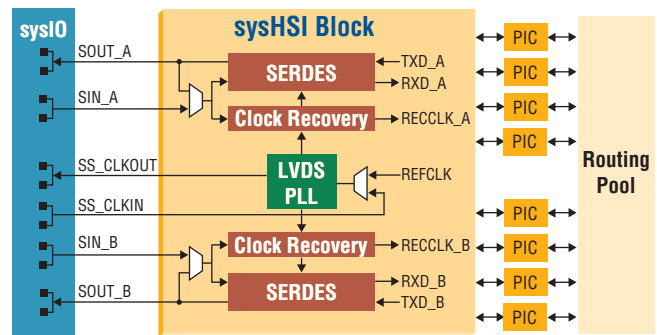 sysIO
sysHSI Block
SOUT_A
SERDES
TXD_A
RXD_A
SIN_A
Clock Recovery
RECCLK_A
SS_CLKOUT
LVDS
PLL
REFCLK
SS_CLKIN
SIN_B
Clock Recovery
RECCLK_B
SOUT_B
SERDES
RXD_B
TXD_B
PIC
PIC
PIC
PIC
PIC
PIC
PIC
PIC
Routing
Pool